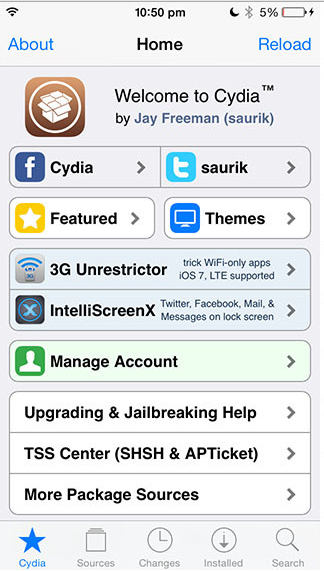 10:50 pm 5%
About Home Reload
Welcome to Cydia™
by Jay Freeman (saurik)
Cydia saurik
Featured Themes
3G Unrestrictor trick WiFi-only apps
iOS 7, LTE supported
IntelliScreenX Twitter, Facebook, Mail, &
Messages on lock screen
Manage Account
Upgrading & Jailbreaking Help
TSS Center (SHSH & APTicket)
More Package Sources
Cydia Sources Changes Installed Search